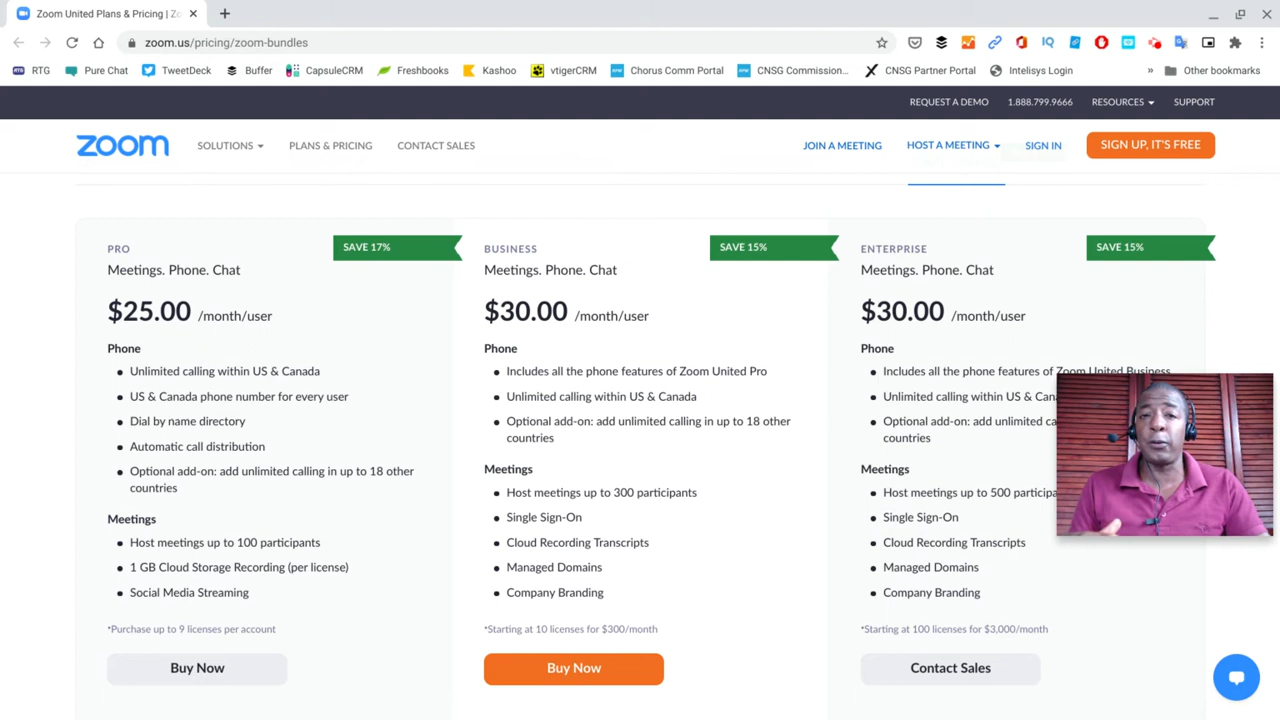 Zoom United Plans & Pricing | Zo
zoom.us/pricing/zoom-bundles
RTG Pure Chat TweetDeck Buffer CapsuleCRM Freshbooks Kashoo vtigerCRM Chorus Comm Portal CNSG Commission... CNSG Partner Portal Intelisys Login » Other bookmarks
REQUEST A DEMO 1.888.799.9666 RESOURCES SUPPORT
zoom SOLUTIONS PLANS & PRICING CONTACT SALES JOIN A MEETING HOST A MEETING SIGN IN SIGN UP, IT'S FREE
PRO
SAVE 17%
Meetings. Phone. Chat
$25.00 /month/user
Phone
Unlimited calling within US & Canada
US & Canada phone number for every user
Dial by name directory
Automatic call distribution
Optional add-on: add unlimited calling in up to 18 other
countries
Meetings
Host meetings up to 100 participants
1 GB Cloud Storage Recording (per license)
Social Media Streaming
*Purchase up to 9 licenses per account
Buy Now
BUSINESS
SAVE 15%
Meetings. Phone. Chat
$30.00 /month/user
Phone
Includes all the phone features of Zoom United Pro
Unlimited calling within US & Canada
Optional add-on: add unlimited calling in up to 18 other
countries
Meetings
Host meetings up to 300 participants
Single Sign-On
Cloud Recording Transcripts
Managed Domains
Company Branding
*Starting at 10 licenses for $300/month
Buy Now
ENTERPRISE
SAVE 15%
Meetings. Phone. Chat
$30.00 /month/user
Phone
Includes all the phone features of Zoom United Business
Unlimited calling within US & Can
Optional add-on: add unlimited ca
countries
Meetings
Host meetings up to 500 participa
Single Sign-On
Cloud Recording Transcripts
Managed Domains
Company Branding
*Starting at 100 licenses for $3,000/month
Contact Sales